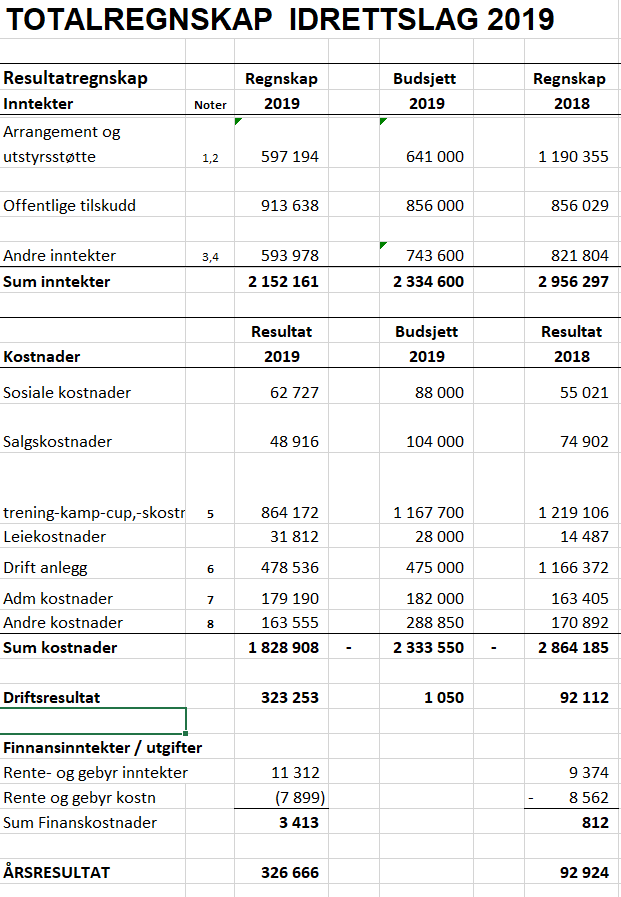 TOTALREGNSKAP IDRETTSLAG 2019
Resultatregnskap Regnskap Budsjett Regnskap
Inntekter Noter 2019 2019 2018
Arrangement og
utstyrsstøtte 1,2 597 194 641 000 1 190 355
Offentlige tilskudd 913 638 856 000 856 029
Andre inntekter 3,4 593 978 743 600 821 804
Sum inntekter 2 152 161 2 334 600 2 956 297
Resultat Budsjett Resultat
Kostnader 2019 2019 2018
Sosiale kostnader 62 727 88 000 55 021
Salgskostnader 48 916 104 000 74 902
trening-kamp-cup,-skostr 5 864 172 1 167 700 1 219 106
Leiekostnader 31 812 28 000 14 487
Drift anlegg 6 478 536 475 000 1 166 372
Adm kostnader 7 179 190 182 000 163 405
Andre kostnader 8 163 555 288 850 170 892
Sum kostnader 1 828 908 - 2 333 550 - 2 864 185
Driftsresultat 323 253 1 050 92 112
Finansinntekter / utgifter
Rente- og gebyr inntekter 11 312 9 374
Rente og gebyr kostn (7 899) - 8 562
Sum Finanskostnader 3 413 812
ÅRSRESULTAT 326 666 92 924